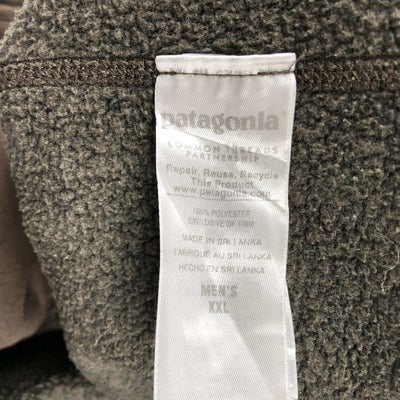 patagonia®
COMMON THREADS
PARTNERSHIP
Repair, Reuse, Recycle
This Product
www.patagonia.com
100% POLYESTER
EXCLUSIVE OF TRIM
MADE IN SRI LANKA
FABRIQUÉ AU SRI LANKA
HECHO EN SRI LANKA
MEN'S
XXL